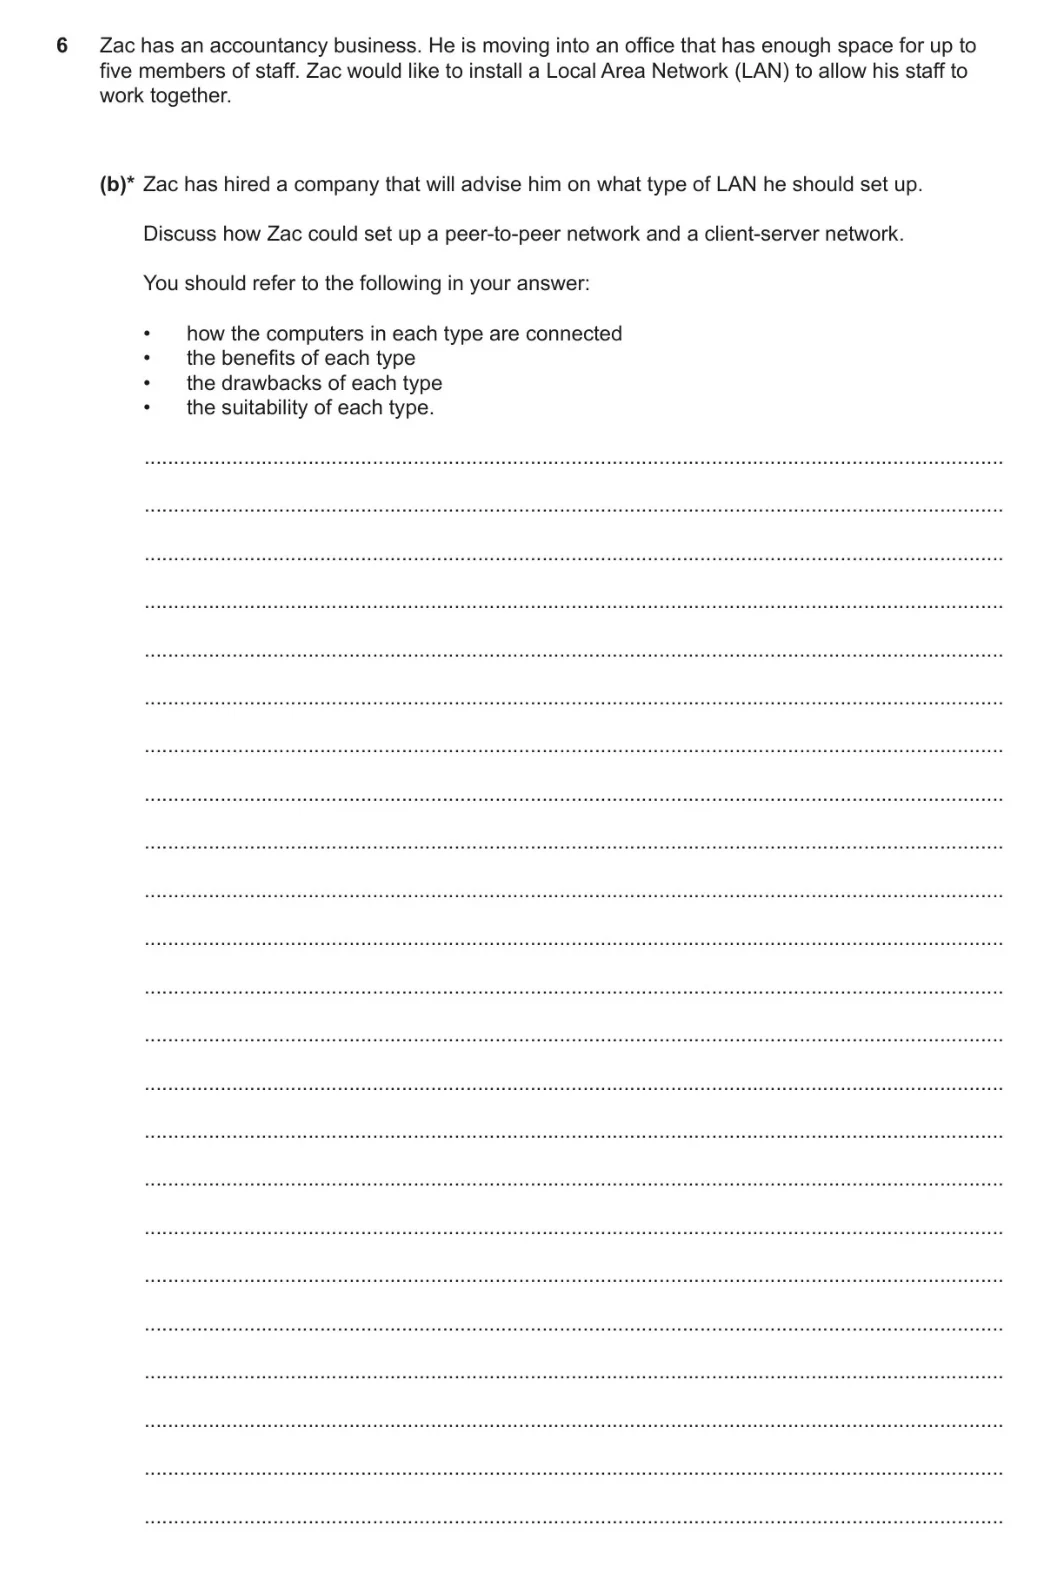 6 Zac has an accountancy business. He is moving into an office that has enough space for up to
five members of staff. Zac would like to install a Local Area Network (LAN) to allow his staff to
work together.
(b)* Zac has hired a company that will advise him on what type of LAN he should set up.
Discuss how Zac could set up a peer-to-peer network and a client-server network.
You should refer to the following in your answer:
• how the computers in each type are connected
• the benefits of each type
• the drawbacks of each type
• the suitability of each type.